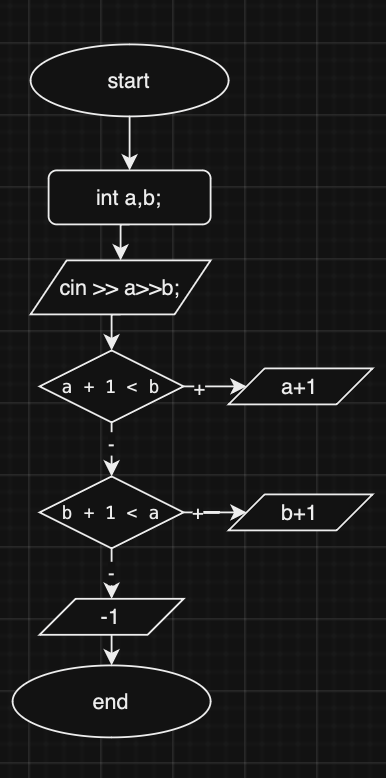 start
int a,b;
cin >> a>>b;
a + 1 < b
+
a+1
-
b + 1 < a
+
b+1
-
-1
end